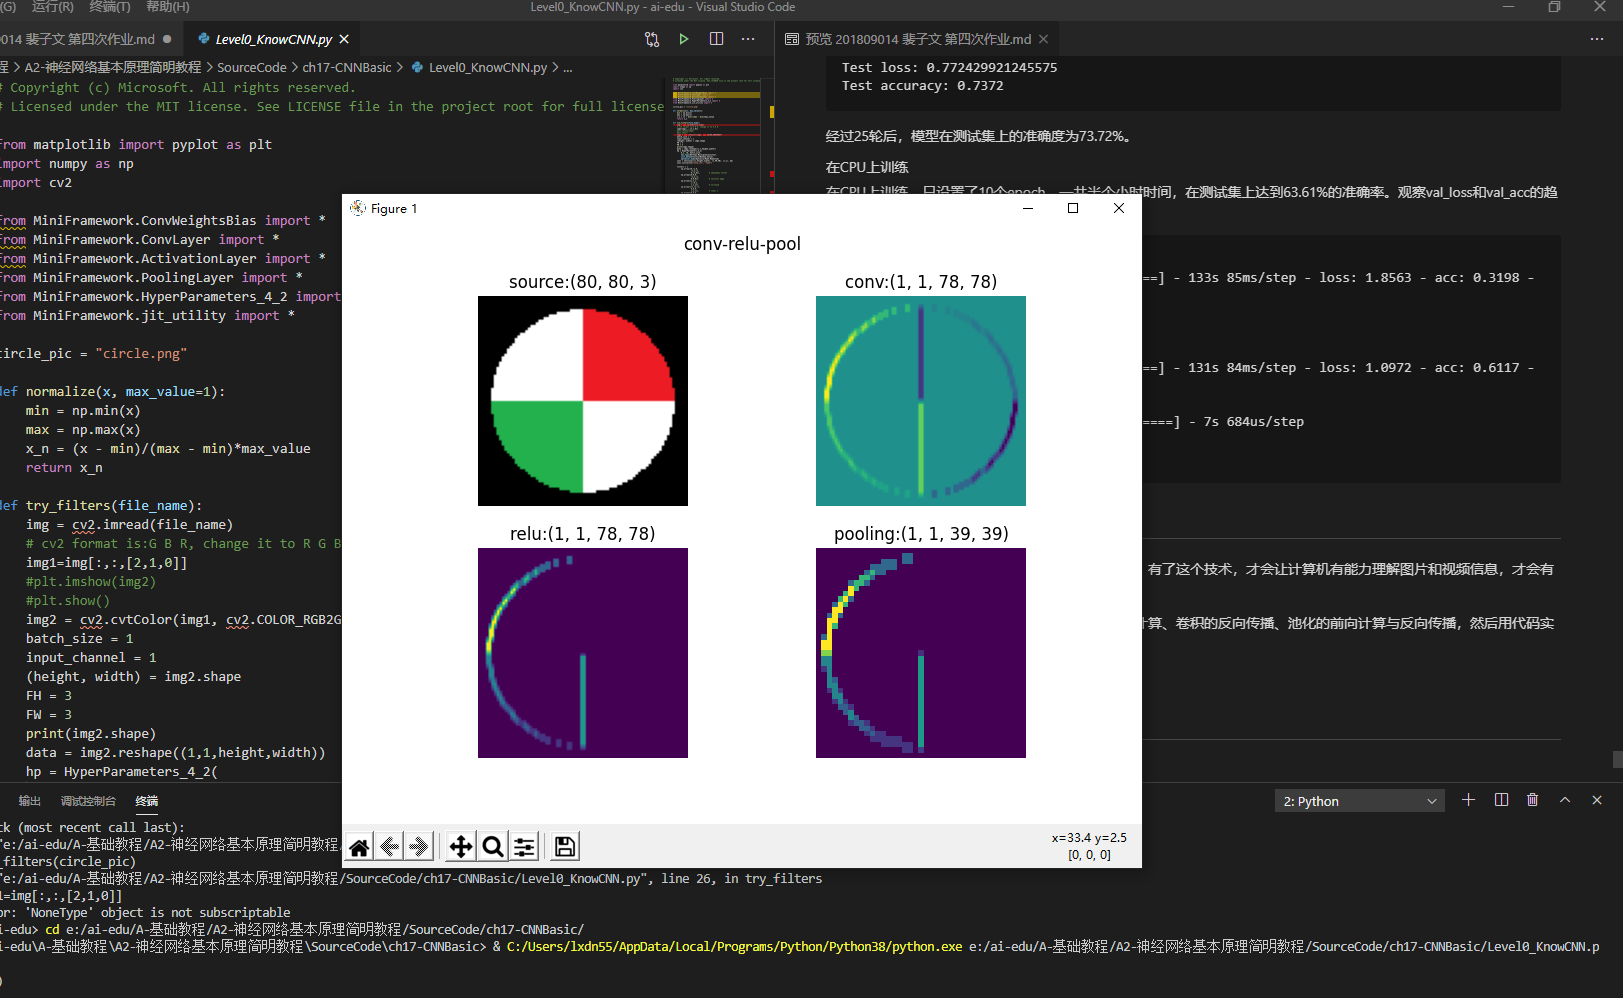 (G) 运行(R) 终端(T) 帮助(H)
Level0_KnowCNN.py - ai-edu - Visual Studio Code
9014 裴子文 第四次作业.md
Level0_KnowCNN.py
预览 201809014 裴子文 第四次作业.md
程 > A2-神经网络基本原理简明教程 > SourceCode > ch17-CNNBasic > Level0_KnowCNN.py > ...
# Copyright (c) Microsoft. All rights reserved.
# Licensed under the MIT license. See LICENSE file in the project root for full license
from matplotlib import pyplot as plt
import numpy as np
import cv2
from MiniFramework.ConvWeightsBias import *
from MiniFramework.ConvLayer import *
from MiniFramework.ActivationLayer import *
from MiniFramework.PoolingLayer import *
from MiniFramework.HyperParameters_4_2 import
from MiniFramework.jit_utility import *
circle_pic = "circle.png"
def normalize(x, max_value=1):
min = np.min(x)
max = np.max(x)
x_n = (x - min)/(max - min)*max_value
return x_n
def try_filters(file_name):
img = cv2.imread(file_name)
# cv2 format is:G B R, change it to R G B
img1=img[:,:,[2,1,0]]
#plt.imshow(img2)
#plt.show()
img2 = cv2.cvtColor(img1, cv2.COLOR_RGB2G
batch_size = 1
input_channel = 1
(height, width) = img2.shape
FH = 3
FW = 3
print(img2.shape)
data = img2.reshape((1,1,height,width))
hp = HyperParameters_4_2(
Test loss: 0.772429921245575
Test accuracy: 0.7372
经过25轮后，模型在测试集上的准确度为73.72%。
在CPU上训练
在CPU上训练，只设置了10个epoch，一共半个小时时间，在测试集上达到63.61%的准确率。观察val_loss和val_acc的趋
==] - 133s 85ms/step - loss: 1.8563 - acc: 0.3198 -
==] - 131s 84ms/step - loss: 1.0972 - acc: 0.6117 -
====] - 7s 684us/step
有了这个技术，才会让计算机有能力理解图片和视频信息，才会有
计算、卷积的反向传播、池化的前向计算与反向传播，然后用代码实
Figure 1
conv-relu-pool
source:(80, 80, 3)
conv:(1, 1, 78, 78)
relu:(1, 1, 78, 78)
pooling:(1, 1, 39, 39)
x=33.4 y=2.5
[0, 0, 0]
输出 调试控制台 终端
2: Python
ck (most recent call last):
"e:/ai-edu/A-基础教程/A2-神经网络基本原理简明教程/
_filters(circle_pic)
"e:/ai-edu/A-基础教程/A2-神经网络基本原理简明教程/SourceCode/ch17-CNNBasic/Level0_KnowCNN.py", line 26, in try_filters
1=img[:,:,[2,1,0]]
or: 'NoneType' object is not subscriptable
i-edu> cd e:/ai-edu/A-基础教程/A2-神经网络基本原理简明教程/SourceCode/ch17-CNNBasic/
i-edu\A-基础教程\A2-神经网络基本原理简明教程\SourceCode\ch17-CNNBasic> & C:/Users/lxdn55/AppData/Local/Programs/Python/Python38/python.exe e:/ai-edu/A-基础教程/A2-神经网络基本原理简明教程/SourceCode/ch17-CNNBasic/Level0_KnowCNN.p
)